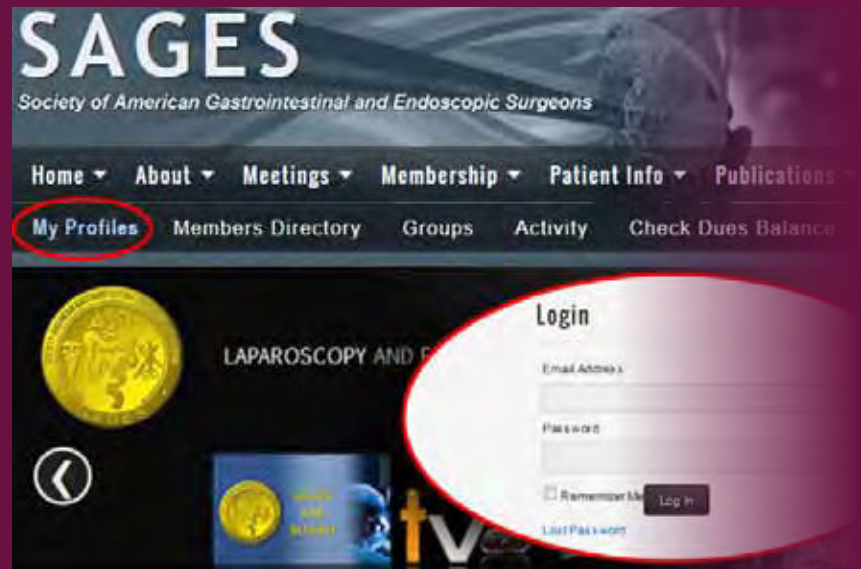 SAGES
Society of American Gastrointestinal and Endoscopic Surgeons
Home About Meetings Membership Patient Info Publications
My Profiles Members Directory Groups Activity Check Dues Balance
LAPAROSCOPY AND
Login
Email Address
Password
Remember Me Log In
Lost Password
tv